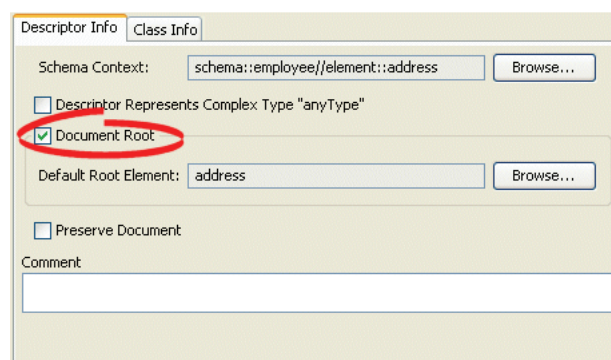 Descriptor Info Class Info
Schema Context: schema::employee//element::address Browse...
Descriptor Represents Complex Type "anyType"
Document Root
Default Root Element: address Browse...
Preserve Document
Comment